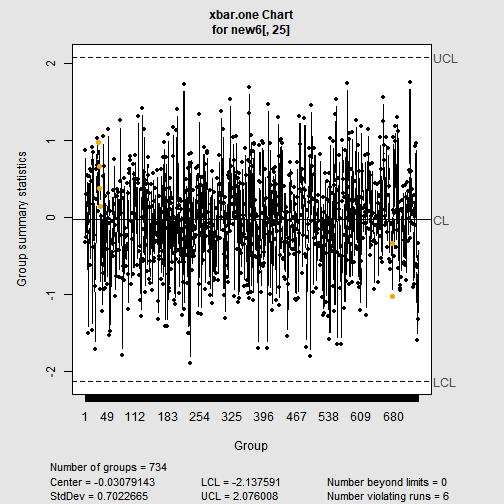 xbar.one Chart
for new6[, 25]
UCL
2
1
0
CL
-1
-2
LCL
Group summary statistics
1 49 112 183 254 325 396 467 538 609 680
Group
Number of groups = 734
Center = -0.03079143 LCL = -2.137591 Number beyond limits = 0
StdDev = 0.7022665 UCL = 2.076008 Number violating runs = 6